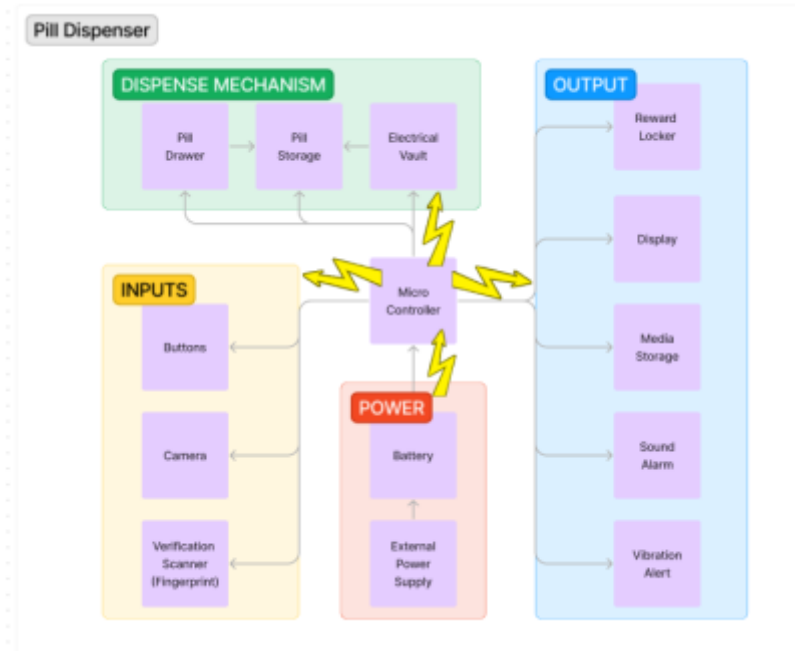 Pill Dispenser
DISPENSE MECHANISM
Pill
Drawer
Pill
Storage
Electrical
Vault
OUTPUT
Reward
Locker
Display
Media
Storage
Sound
Alarm
Vibration
Alert
INPUTS
Buttons
Camera
Verification
Scanner
(Fingerprint)
Micro
Controller
POWER
Battery
External
Power
Supply